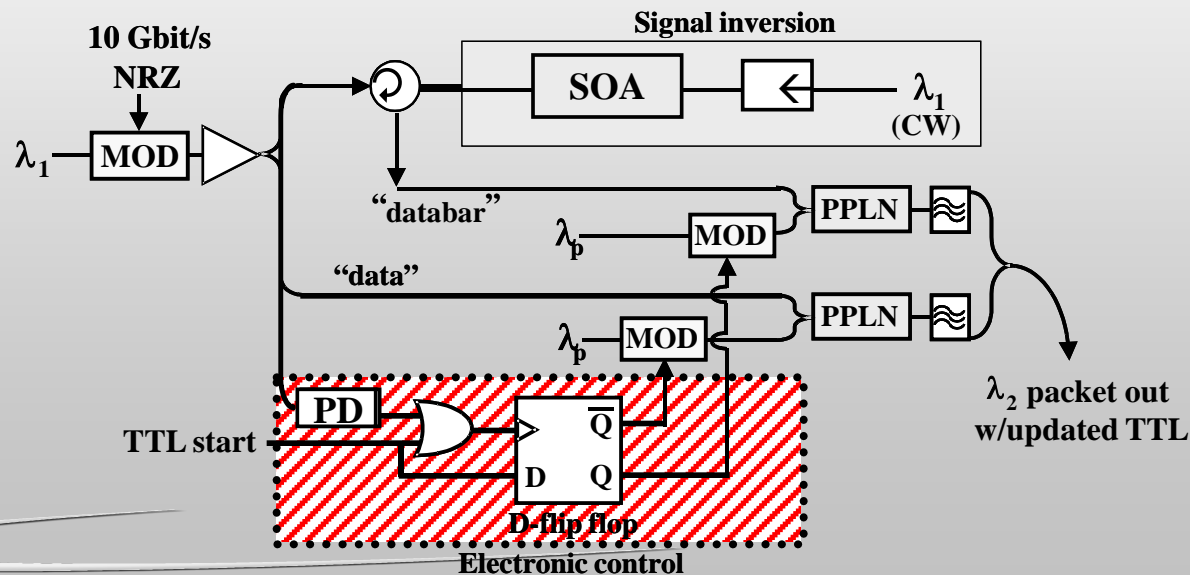 Signal inversion
10 Gbit/s
NRZ
SOA
λ1
(CW)
λ1
MOD
“databar”
PPLN
λp
MOD
“data”
PPLN
λp
MOD
PD
TTL start
Q̅
D
Q
D-flip flop
Electronic control
λ2 packet out
w/updated TTL